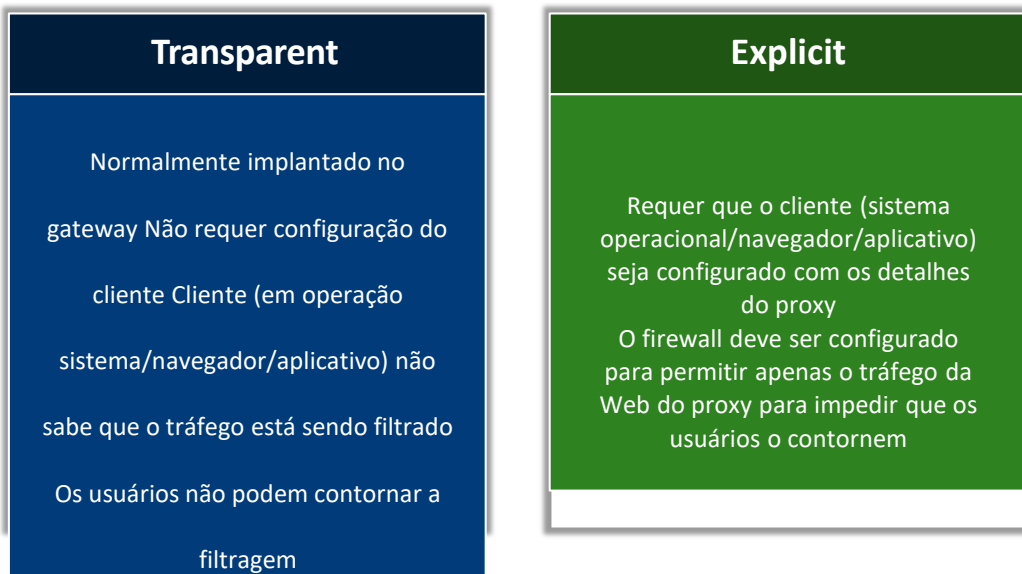 Transparent
Normalmente implantado no
gateway Não requer configuração do
cliente Cliente (em operação
sistema/navegador/aplicativo) não
sabe que o tráfego está sendo filtrado
Os usuários não podem contornar a
filtragem
Explicit
Requer que o cliente (sistema
operacional/navegador/aplicativo)
seja configurado com os detalhes
do proxy
O firewall deve ser configurado
para permitir apenas o tráfego da
Web do proxy para impedir que os
usuários o contornem